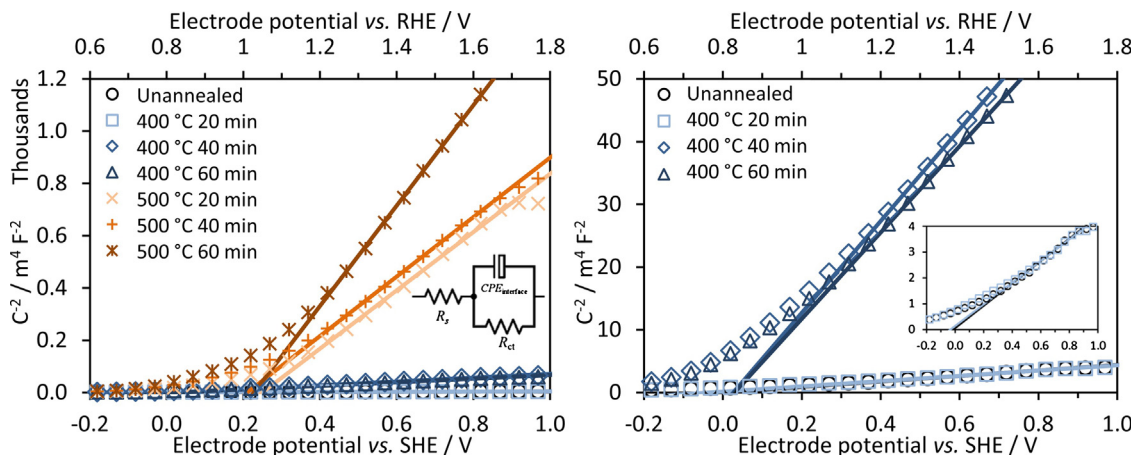 Electrode potential vs. RHE / V
0.6 0.8 1 1.2 1.4 1.6 1.8
Thousands
C-2 / m4 F-2
1.2
1.0
0.8
0.6
0.4
0.2
0.0
Unannealed
400 °C 20 min
400 °C 40 min
400 °C 60 min
500 °C 20 min
500 °C 40 min
500 °C 60 min
CPEinterface
Rs
Rct
-0.2 0.0 0.2 0.4 0.6 0.8 1.0
Electrode potential vs. SHE / V
Electrode potential vs. RHE / V
0.6 0.8 1 1.2 1.4 1.6 1.8
C-2 / m4 F-2
50
40
30
20
10
0
Unannealed
400 °C 20 min
400 °C 40 min
400 °C 60 min
4
3
2
1
0
0.0 0.2 0.4 0.6 0.8 1.0
-0.2 0.0 0.2 0.4 0.6 0.8 1.0
Electrode potential vs. SHE / V